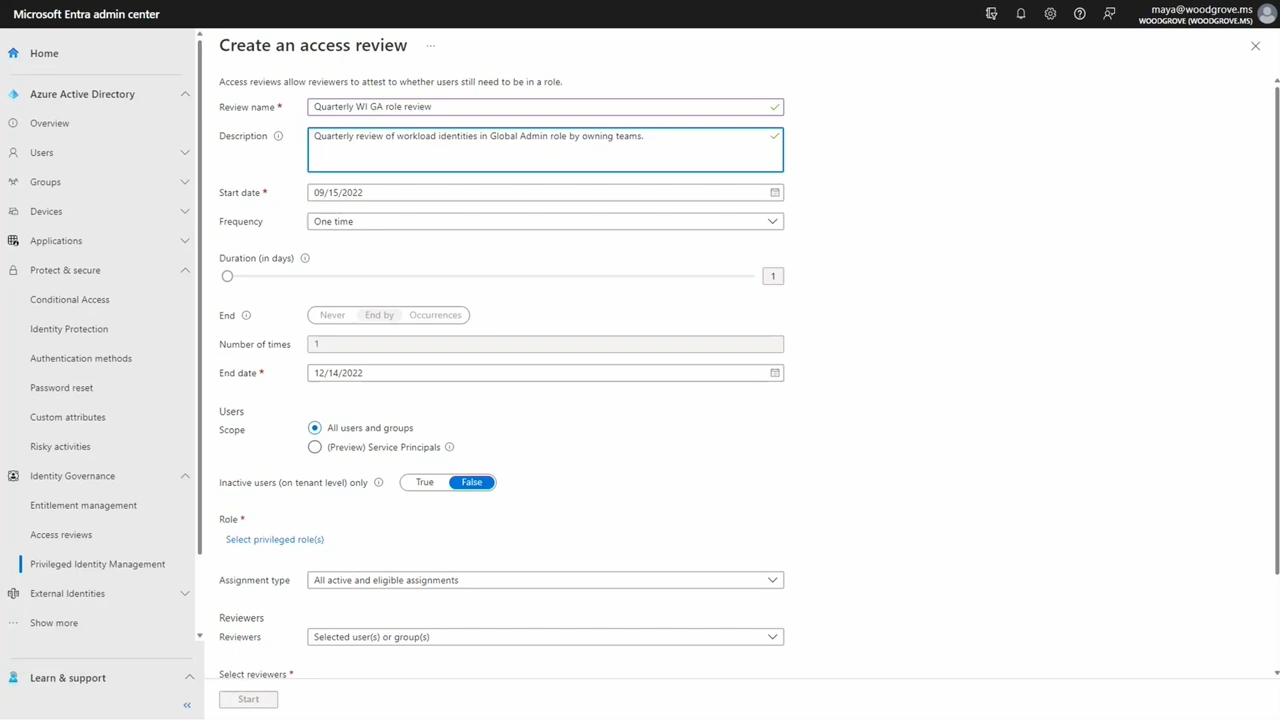 Microsoft Entra admin center
maya@woodgrove.ms
WOODGROVE (WOODGROVE.MS)
Home
Azure Active Directory
Overview
Users
Groups
Devices
Applications
Protect & secure
Conditional Access
Identity Protection
Authentication methods
Password reset
Custom attributes
Risky activities
Identity Governance
Entitlement management
Access reviews
Privileged Identity Management
External Identities
Show more
Learn & support
Create an access review
Access reviews allow reviewers to attest to whether users still need to be in a role.
Review name * Quarterly WI GA role review
Description Quarterly review of workload identities in Global Admin role by owning teams.
Start date * 09/15/2022
Frequency One time
Duration (in days) 1
End Never End by Occurrences
Number of times 1
End date * 12/14/2022
Users
Scope All users and groups
(Preview) Service Principals
Inactive users (on tenant level) only True False
Role *
Select privileged role(s)
Assignment type All active and eligible assignments
Reviewers
Reviewers Selected user(s) or group(s)
Select reviewers *
Start